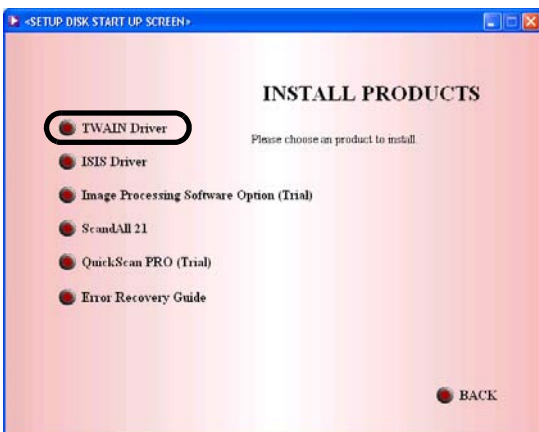 <SETUP DISK START UP SCREEN>
INSTALL PRODUCTS
Please choose an product to install.
TWAIN Driver
ISIS Driver
Image Processing Software Option (Trial)
ScandAll 21
QuickScan PRO (Trial)
Error Recovery Guide
BACK